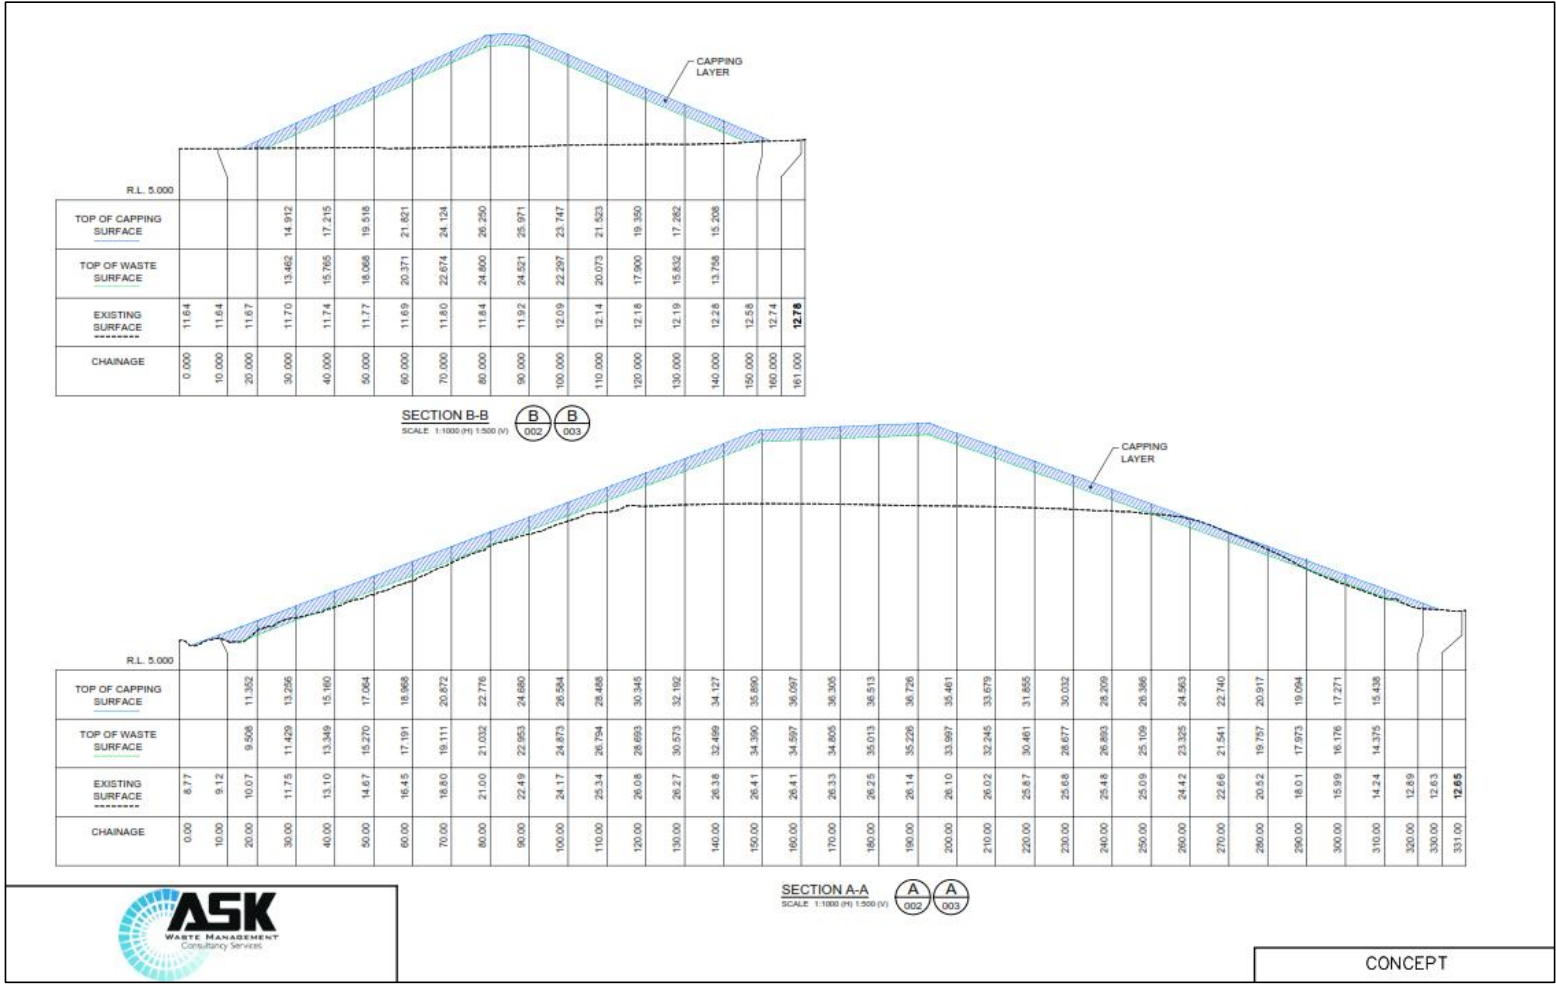 CAPPING
LAYER
R.L. 5.000
TOP OF CAPPING
SURFACE
14.912 17.215 19.518 21.821 24.124 26.250 25.971 23.747 21.523 19.350 17.282 15.208
TOP OF WASTE
SURFACE
13.462 15.765 18.068 20.371 22.674 24.800 24.521 22.297 20.073 17.900 15.832 13.758
EXISTING
SURFACE
11.64 11.64 11.67 11.70 11.74 11.77 11.69 11.80 11.84 11.92 12.09 12.14 12.18 12.19 12.28 12.58 12.74 12.78
CHAINAGE
0.000 10.000 20.000 30.000 40.000 50.000 60.000 70.000 80.000 90.000 100.000 110.000 120.000 130.000 140.000 150.000 160.000 161.000
SECTION B-B
SCALE 1:1000 (H) 1:500 (V)
B
002
B
003
CAPPING
LAYER
R.L. 5.000
TOP OF CAPPING
SURFACE
11.352 13.256 15.160 17.064 18.968 20.872 22.776 24.680 26.584 28.488 30.345 32.192 34.127 35.890 36.097 36.305 36.513 36.726 35.461 33.679 31.855 30.032 28.209 26.386 24.563 22.740 20.917 19.094 17.271 15.438
TOP OF WASTE
SURFACE
9.508 11.429 13.349 15.270 17.191 19.111 21.032 22.953 24.873 26.794 28.693 30.573 32.499 34.390 34.597 34.805 35.013 35.226 33.997 32.245 30.461 28.677 26.893 25.109 23.325 21.541 19.757 17.973 16.176 14.375
EXISTING
SURFACE
8.77 9.12 10.07 11.75 13.10 14.67 16.45 18.80 21.00 22.49 24.17 25.34 26.08 26.27 26.38 26.41 26.41 26.33 26.25 26.14 26.10 26.02 25.87 25.68 25.48 25.09 24.42 22.66 20.52 18.01 15.99 14.24 12.89 12.63 12.65
CHAINAGE
0.00 10.00 20.00 30.00 40.00 50.00 60.00 70.00 80.00 90.00 100.00 110.00 120.00 130.00 140.00 150.00 160.00 170.00 180.00 190.00 200.00 210.00 220.00 230.00 240.00 250.00 260.00 270.00 280.00 290.00 300.00 310.00 320.00 330.00 331.00
SECTION A-A
SCALE 1:1000 (H) 1:500 (V)
A
002
A
003
ASK
WASTE MANAGEMENT
Consultancy Services
CONCEPT